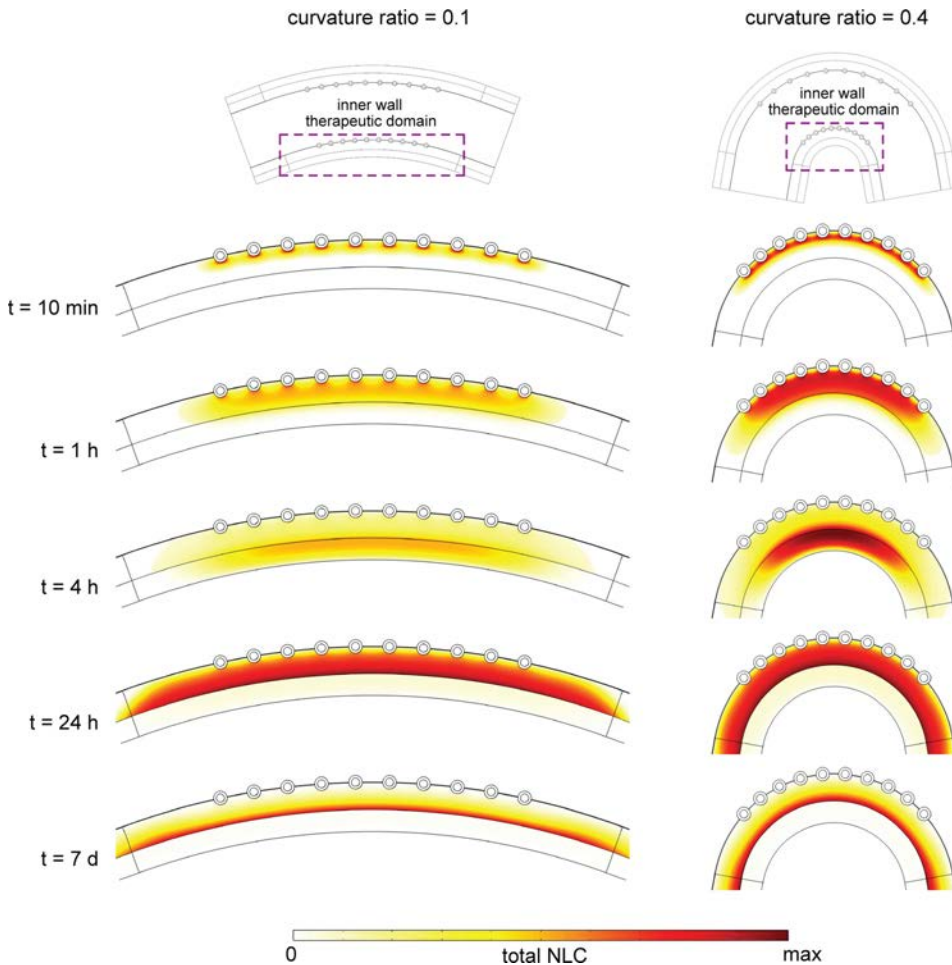 curvature ratio = 0.1
curvature ratio = 0.4
inner wall
therapeutic domain
inner wall
therapeutic domain
t = 10 min
t = 1 h
t = 4 h
t = 24 h
t = 7 d
0
total NLC
max